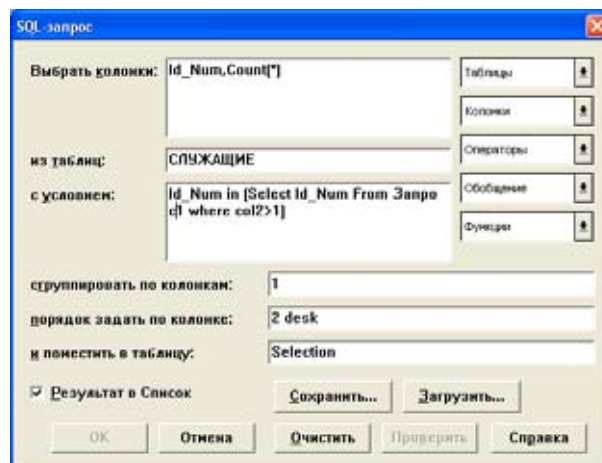 SQL-запрос
Выбрать колонки: Id_Num,Count(*) Таблицы
Колонки
из таблиц: СЛУЖАЩИЕ Операторы
с условием: Id_Num in (Select Id_Num From Запро Обобщение
с1 where col2>1) Функции
сгруппировать по колонкам: 1
порядок задать по колонке: 2 desk
и поместить в таблицу: Selection
Результат в Список Сохранить... Загрузить...
OK Отмена Очистить Проверить Справка